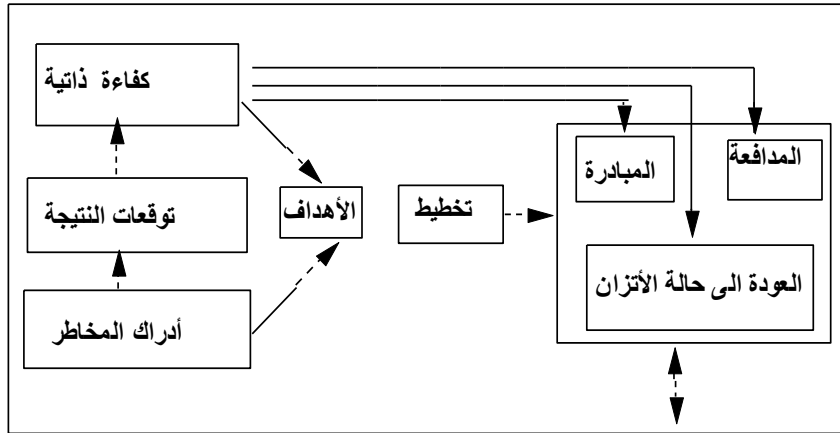 كفاءة ذاتية
المدافعة
المبادرة
توقعات النتيجة
الأهداف
تخطيط
العودة الى حالة الأتزان
أدراك المخاطر